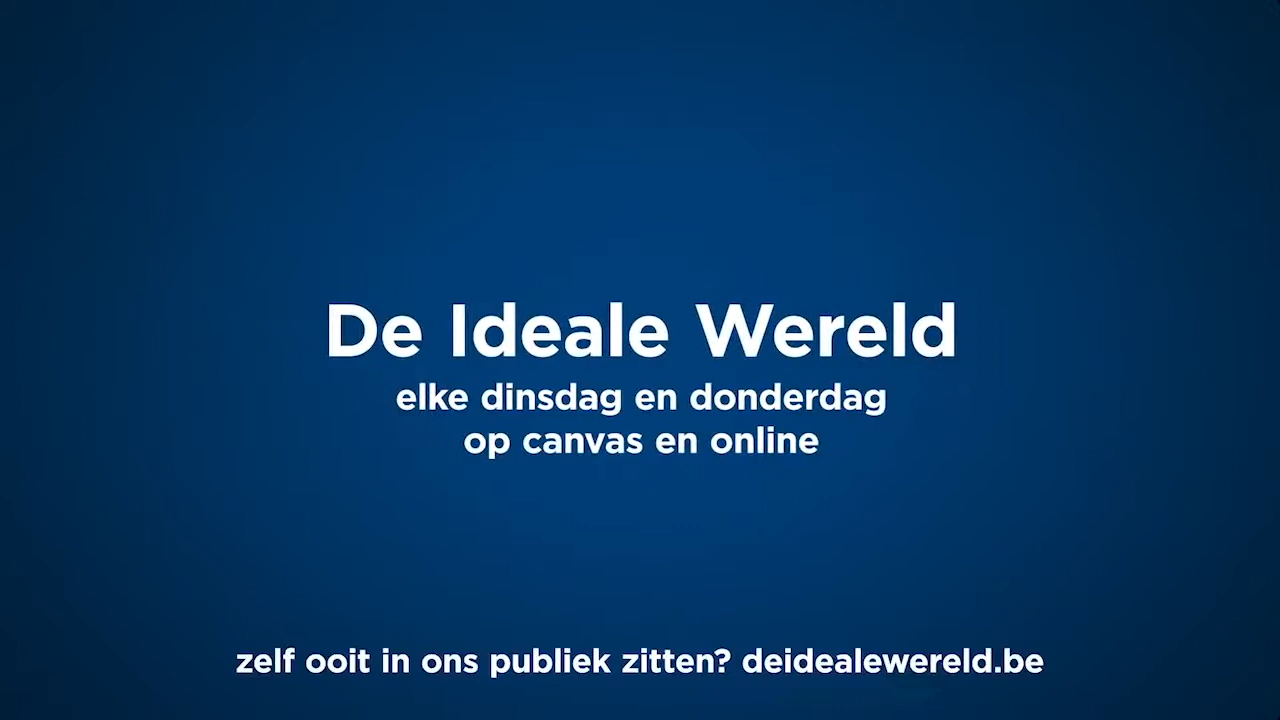 De Ideale Wereld
elke dinsdag en donderdag
op canvas en online
zelf ooit in ons publiek zitten? deidealewereld.be